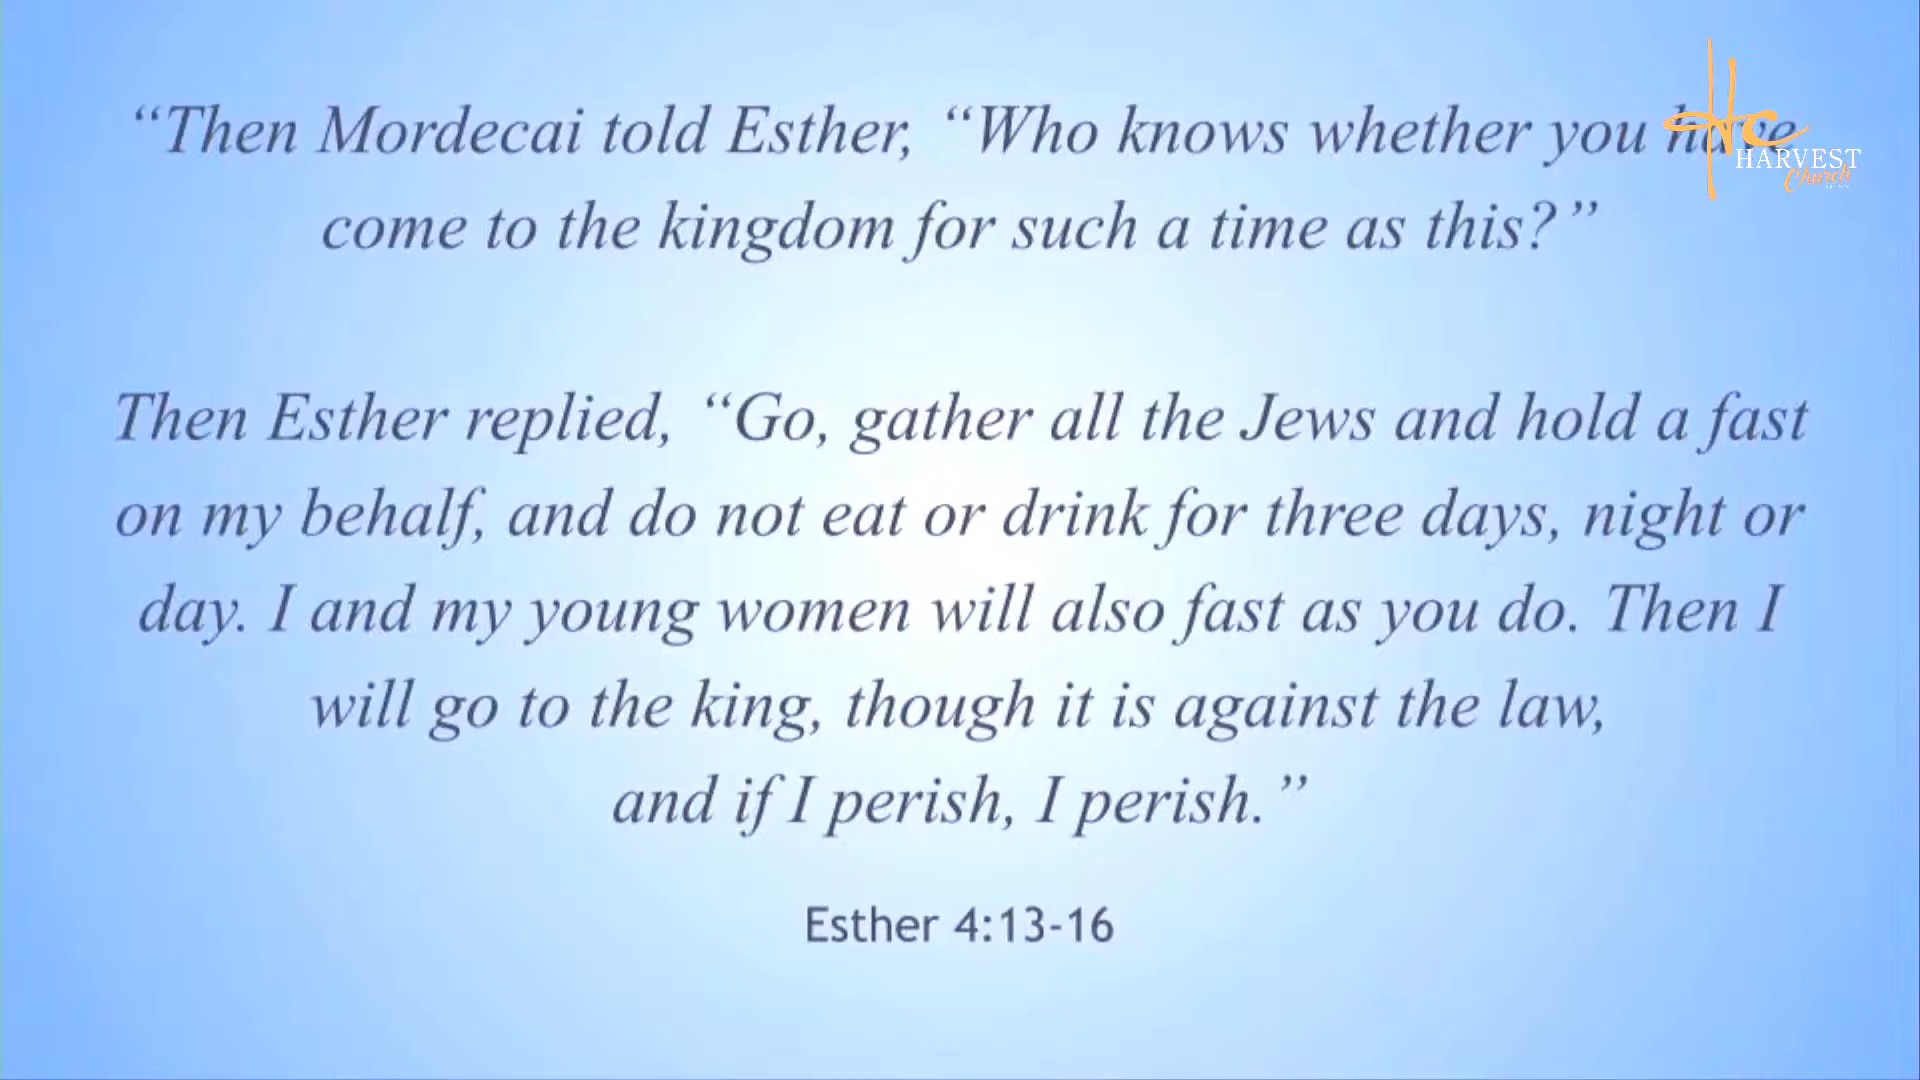 “Then Mordecai told Esther, “Who knows whether you have
come to the kingdom for such a time as this?”
Then Esther replied, “Go, gather all the Jews and hold a fast
on my behalf, and do not eat or drink for three days, night or
day. I and my young women will also fast as you do. Then I
will go to the king, though it is against the law,
and if I perish, I perish.”
Esther 4:13-16
HC
HARVEST
Church